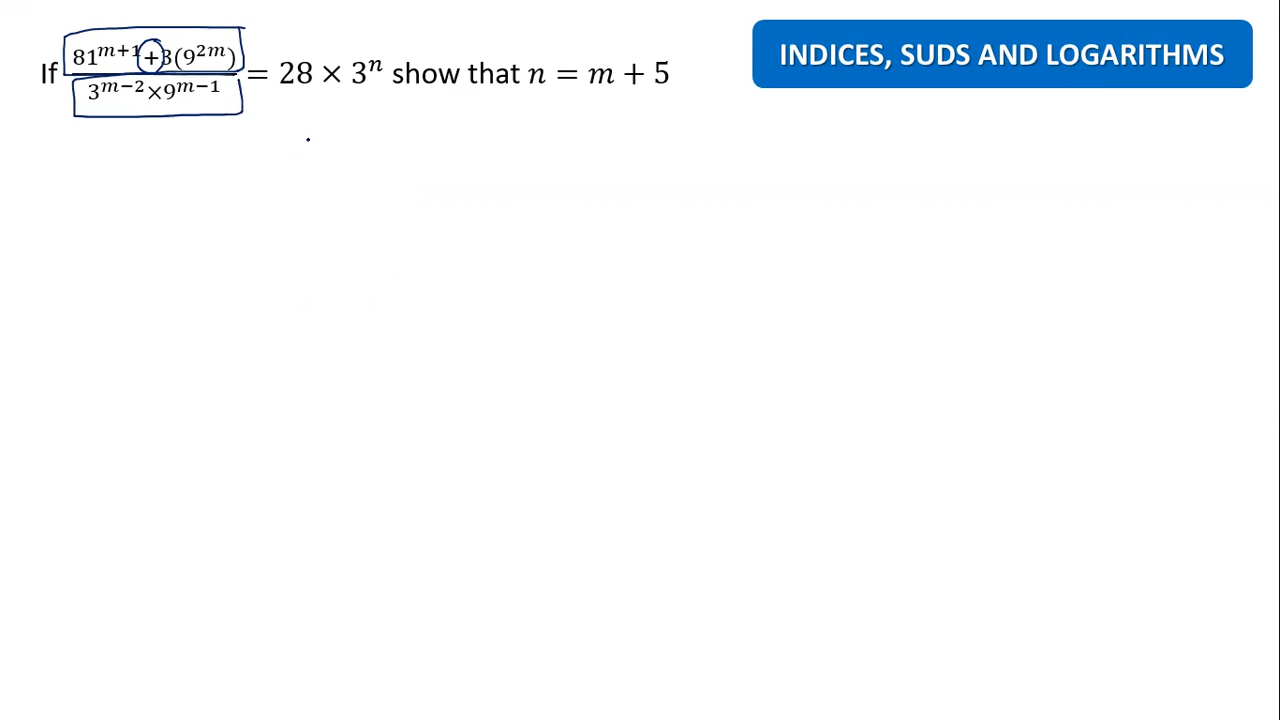 If \frac{81^{m+1}+3(9^{2m})}{3^{m-2}×9^{m-1}} = 28 × 3^n show that n = m + 5
INDICES, SUDS AND LOGARITHMS